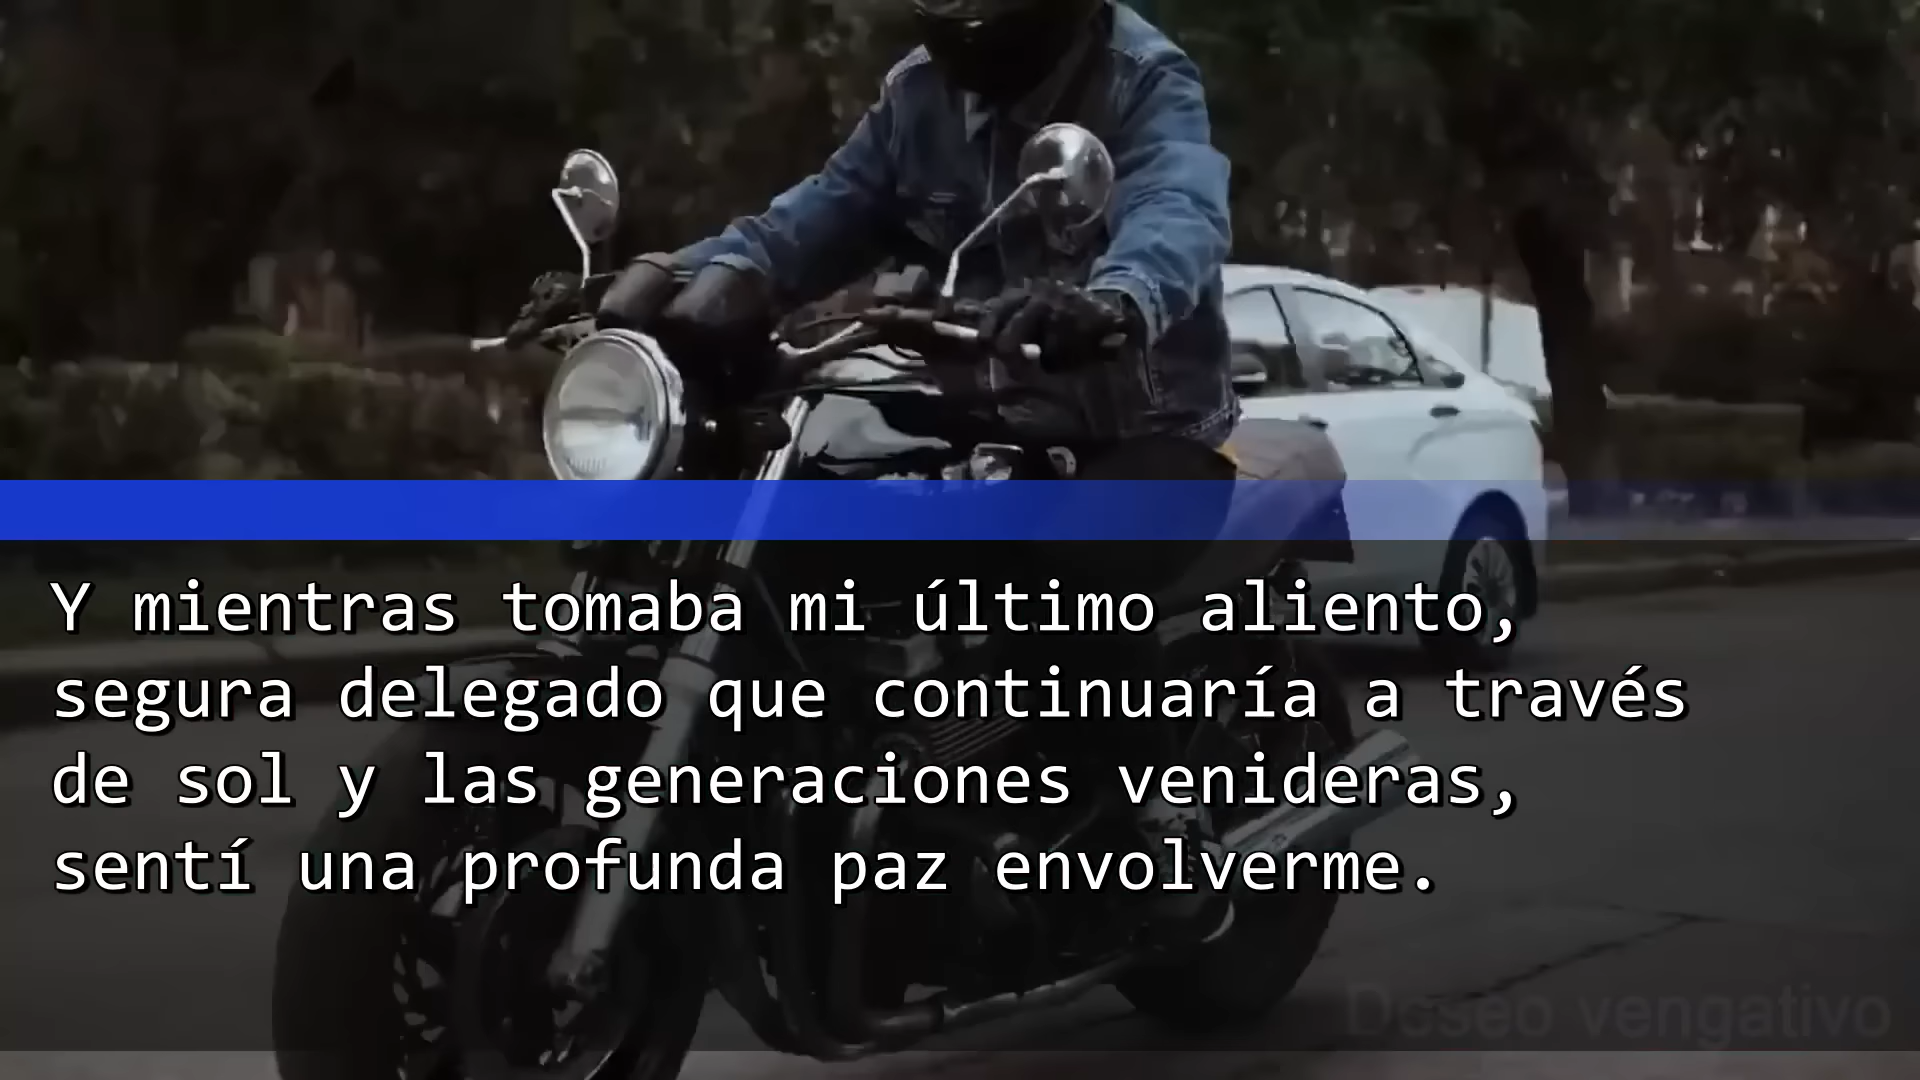 Y mientras tomaba mi último aliento,
segura delegado que continuaría a través
de sol y las generaciones venideras,
sentí una profunda paz envolverme.
Deseo vengativo